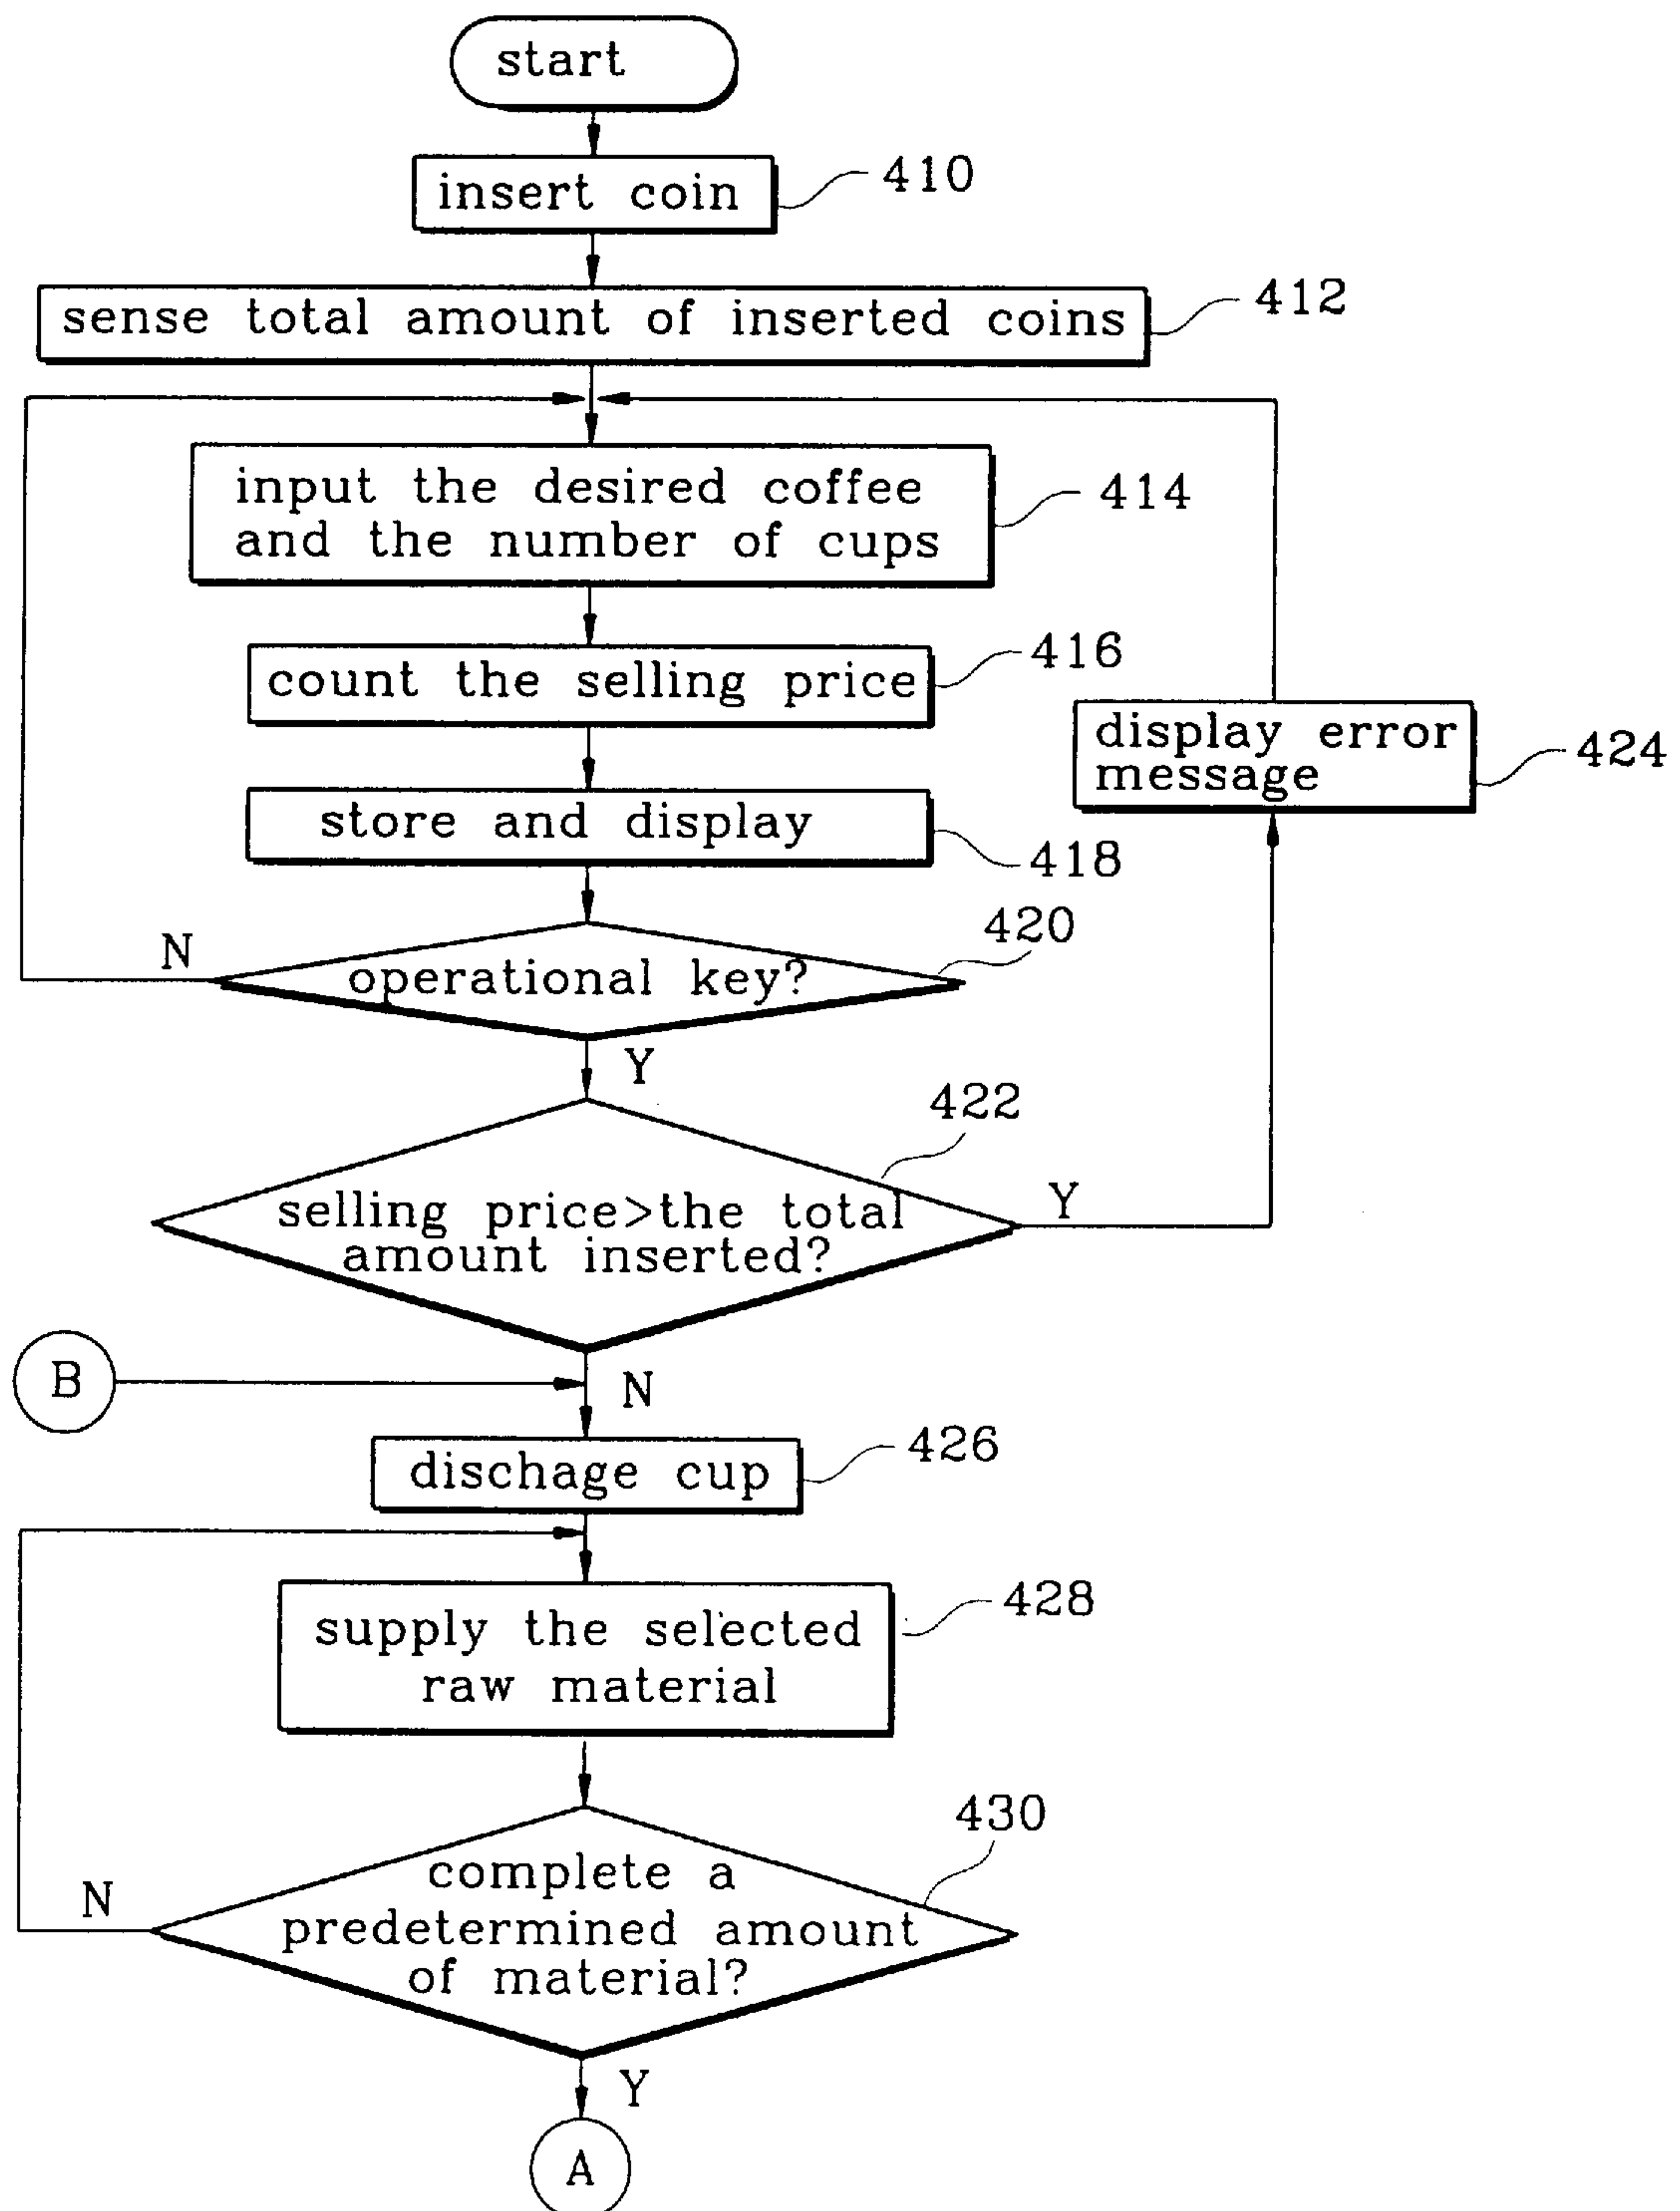 start
insert coin
410
sense total amount of inserted coins
412
input the desired coffee
and the number of cups
414
count the selling price
416
display error
message
424
store and display
418
N
operational key?
420
Y
422
selling price>the total
amount inserted?
Y
B
N
dischage cup
426
supply the selected
raw material
428
430
complete a
predetermined amount
of material?
N
Y
A